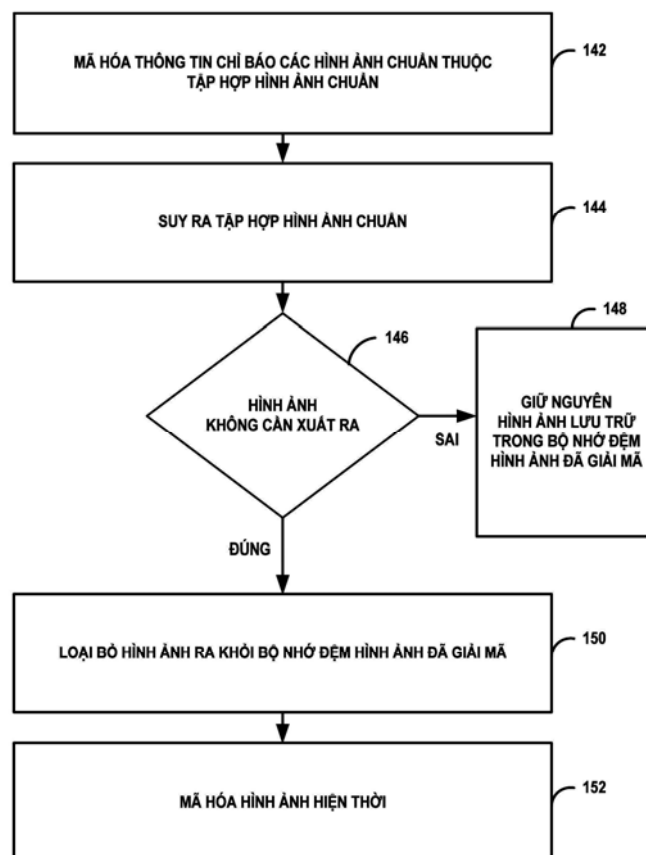 MÃ HÓA THÔNG TIN CHỈ BÁO CÁC HÌNH ẢNH CHUẨN THUỘC
TẬP HỢP HÌNH ẢNH CHUẨN
142
SUY RA TẬP HỢP HÌNH ẢNH CHUẨN
144
146
148
HÌNH ẢNH
KHÔNG CẦN XUẤT RA
SAI
GIỮ NGUYÊN
HÌNH ẢNH LƯU TRỮ
TRONG BỘ NHỚ ĐỆM
HÌNH ẢNH ĐÃ GIẢI MÃ
ĐÚNG
LOẠI BỎ HÌNH ẢNH RA KHỎI BỘ NHỚ ĐỆM HÌNH ẢNH ĐÃ GIẢI MÃ
150
MÃ HÓA HÌNH ẢNH HIỆN THỜI
152